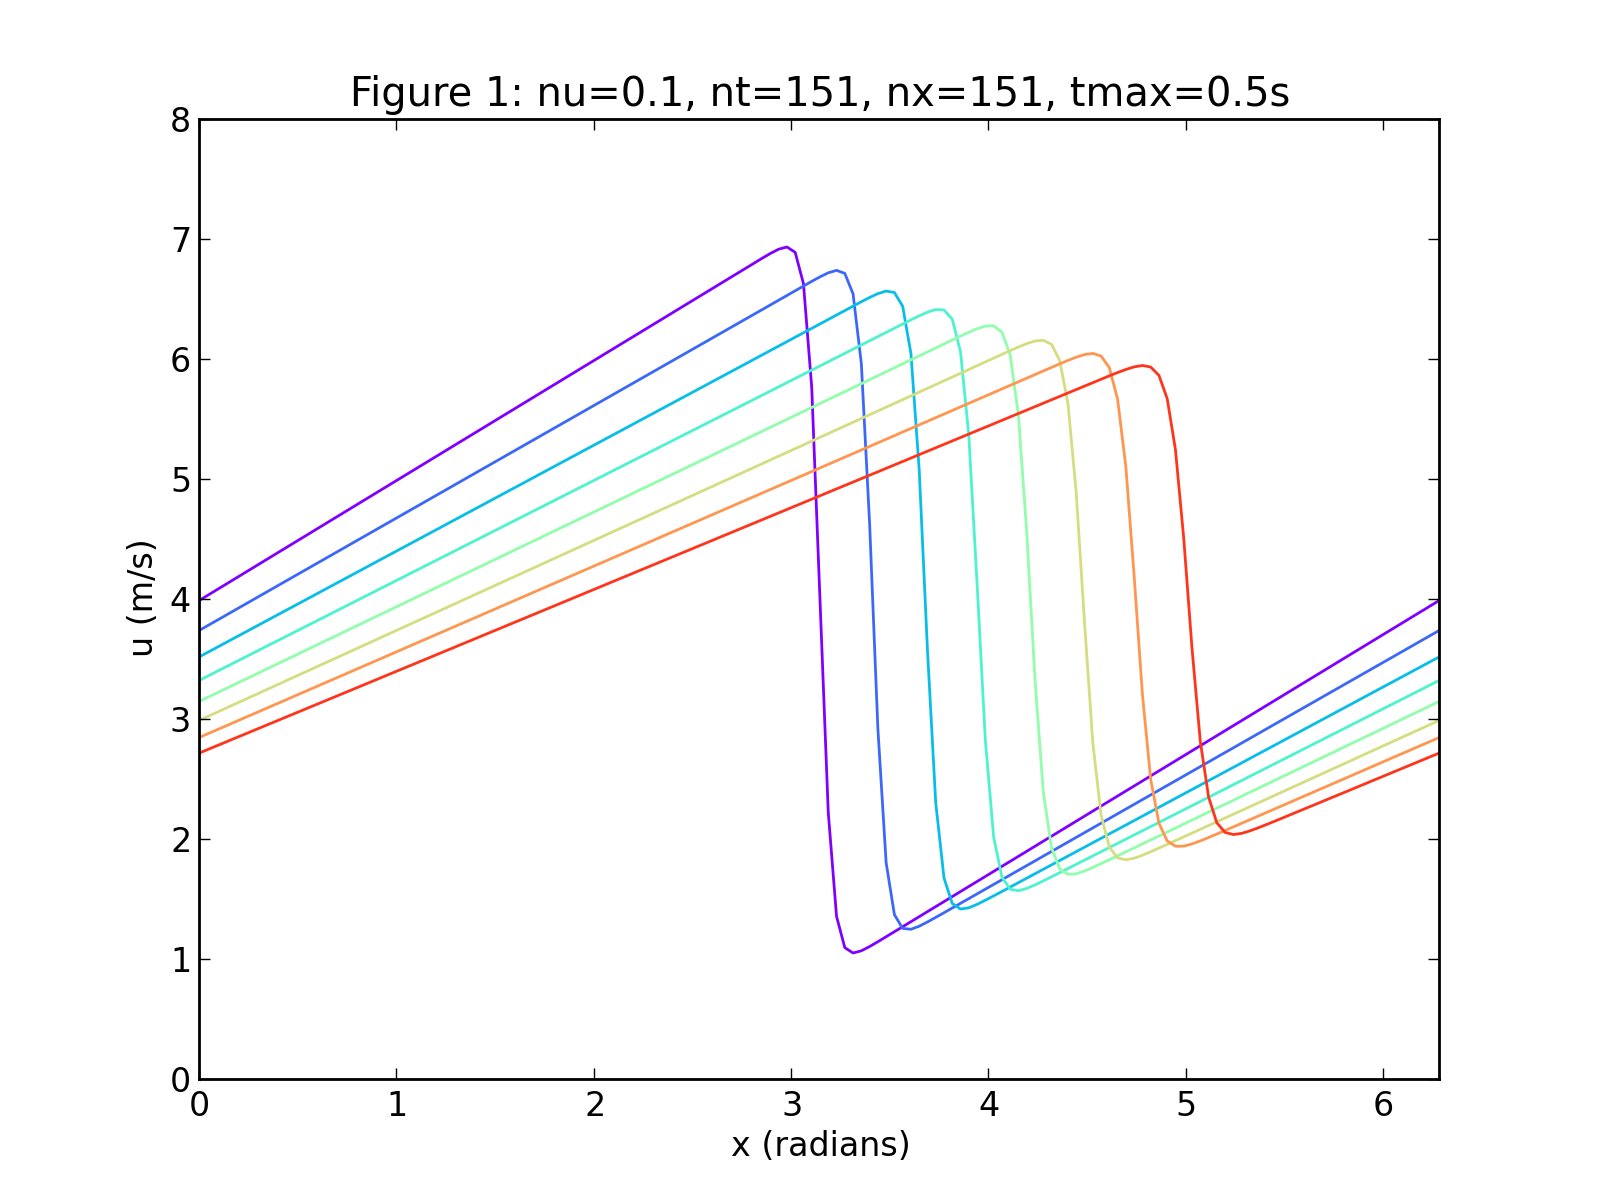 Figure 1: nu=0.1, nt=151, nx=151, tmax=0.5s
8
7
6
5
4
3
2
1
0
u (m/s)
0 1 2 3 4 5 6
x (radians)